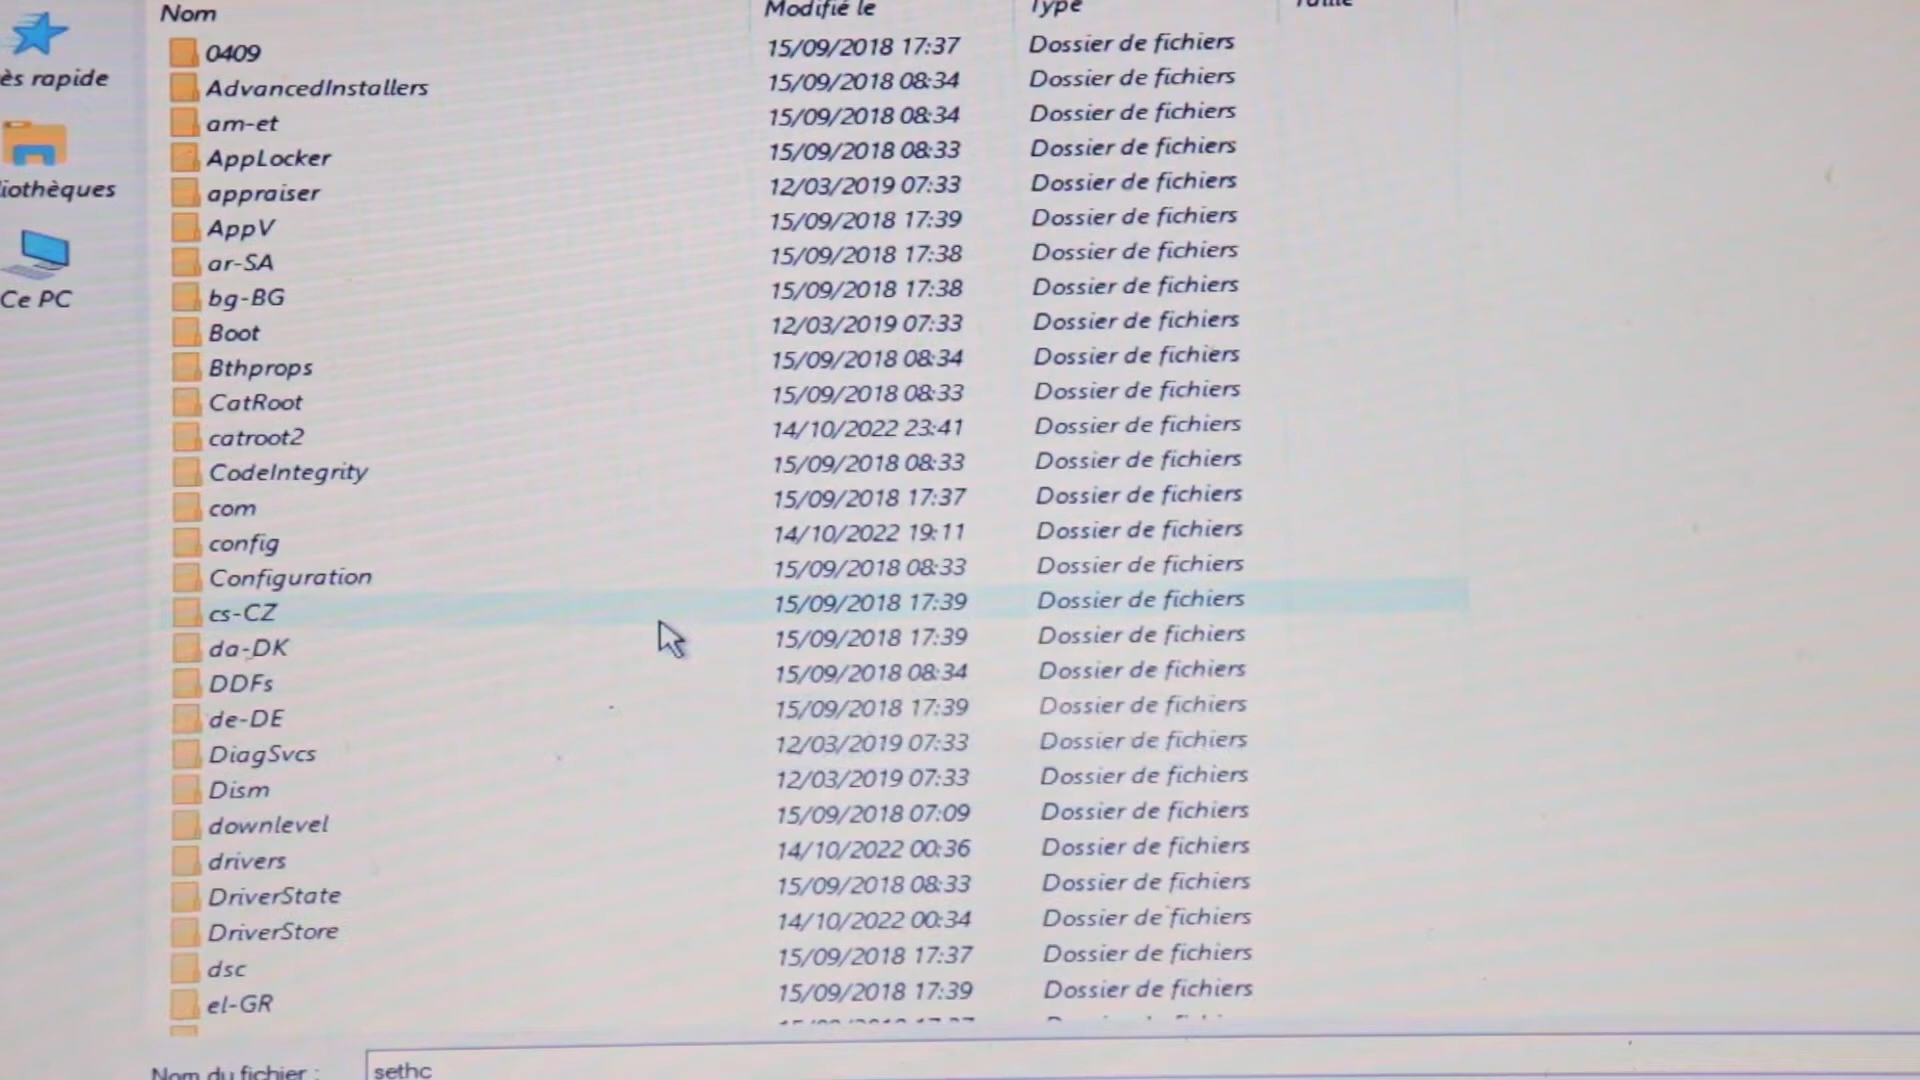 Nom Modifié le Type
0409 15/09/2018 17:37 Dossier de fichiers
AdvancedInstallers 15/09/2018 08:34 Dossier de fichiers
am-et 15/09/2018 08:34 Dossier de fichiers
AppLocker 15/09/2018 08:33 Dossier de fichiers
appraiser 12/03/2019 07:33 Dossier de fichiers
AppV 15/09/2018 17:39 Dossier de fichiers
ar-SA 15/09/2018 17:38 Dossier de fichiers
bg-BG 15/09/2018 17:38 Dossier de fichiers
Boot 12/03/2019 07:33 Dossier de fichiers
Bthprops 15/09/2018 08:34 Dossier de fichiers
CatRoot 15/09/2018 08:33 Dossier de fichiers
catroot2 14/10/2022 23:41 Dossier de fichiers
CodeIntegrity 15/09/2018 08:33 Dossier de fichiers
com 15/09/2018 17:37 Dossier de fichiers
config 14/10/2022 19:11 Dossier de fichiers
Configuration 15/09/2018 08:33 Dossier de fichiers
cs-CZ 15/09/2018 17:39 Dossier de fichiers
da-DK 15/09/2018 17:39 Dossier de fichiers
DDFs 15/09/2018 08:34 Dossier de fichiers
de-DE 15/09/2018 17:39 Dossier de fichiers
DiagSvcs 12/03/2019 07:33 Dossier de fichiers
Dism 12/03/2019 07:33 Dossier de fichiers
downlevel 15/09/2018 07:09 Dossier de fichiers
drivers 14/10/2022 00:36 Dossier de fichiers
DriverState 15/09/2018 08:33 Dossier de fichiers
DriverStore 14/10/2022 00:34 Dossier de fichiers
dsc 15/09/2018 17:37 Dossier de fichiers
el-GR 15/09/2018 17:39 Dossier de fichiers
ès rapide
liothèques
Ce PC
Nom du fichier : sethc